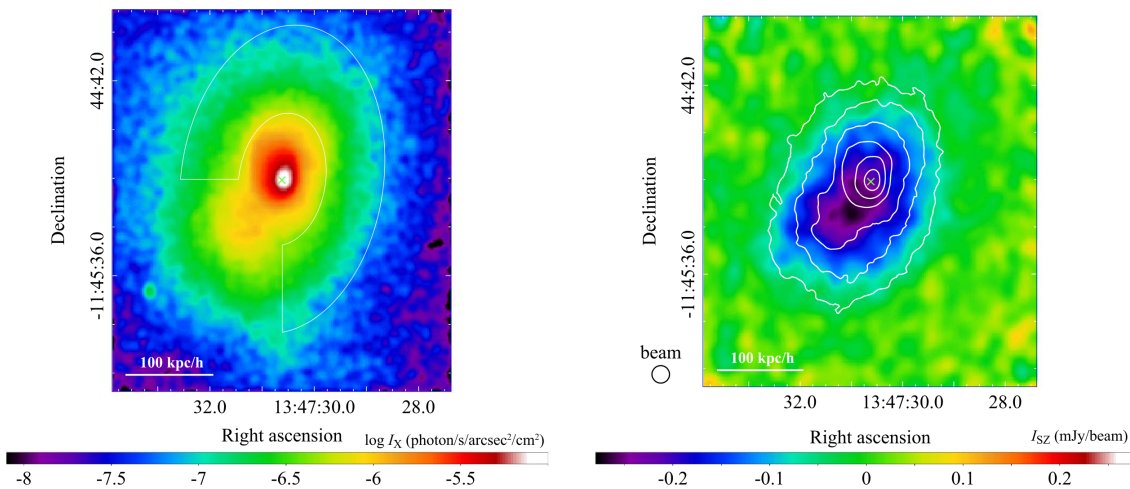 44:42.0
Declination
-11:45:36.0
100 kpc/h
32.0 13:47:30.0 28.0
Right ascension
log I_X (photon/s/arcsec²/cm²)
-8 -7.5 -7 -6.5 -6 -5.5
44:42.0
Declination
-11:45:36.0
beam
100 kpc/h
32.0 13:47:30.0 28.0
Right ascension
I_SZ (mJy/beam)
-0.2 -0.1 0 0.1 0.2